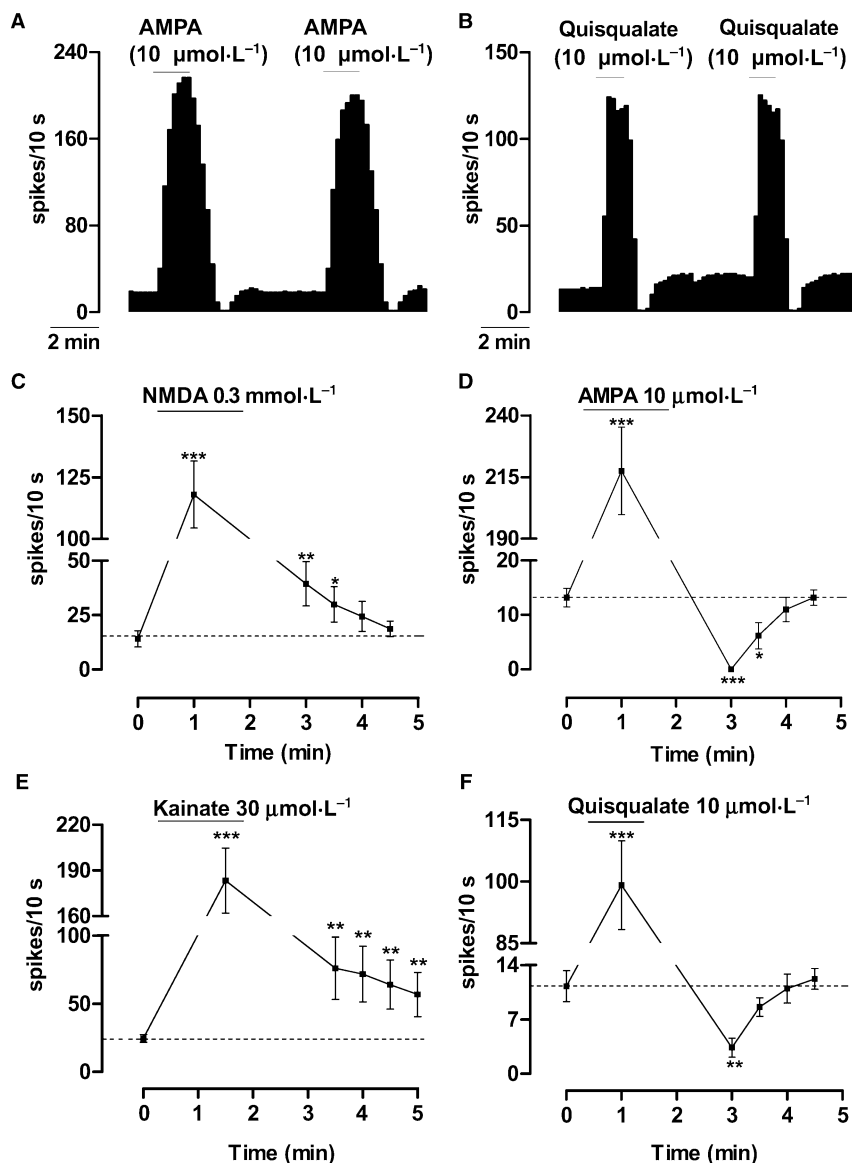 A
AMPA
(10 μmol·L⁻¹)
AMPA
(10 μmol·L⁻¹)
240
160
80
0
spikes/10 s
2 min
B
Quisqualate
(10 μmol·L⁻¹)
Quisqualate
(10 μmol·L⁻¹)
150
100
50
0
spikes/10 s
2 min
C
NMDA 0.3 mmol·L⁻¹
150
125
100
50
25
0
spikes/10 s
***
**
*
0 1 2 3 4 5
Time (min)
D
AMPA 10 μmol·L⁻¹
240
215
190
20
10
0
spikes/10 s
***
***
*
0 1 2 3 4 5
Time (min)
E
Kainate 30 μmol·L⁻¹
220
190
160
100
50
0
spikes/10 s
***
**
**
**
**
0 1 2 3 4 5
Time (min)
F
Quisqualate 10 μmol·L⁻¹
115
100
85
14
7
0
spikes/10 s
***
**
0 1 2 3 4 5
Time (min)